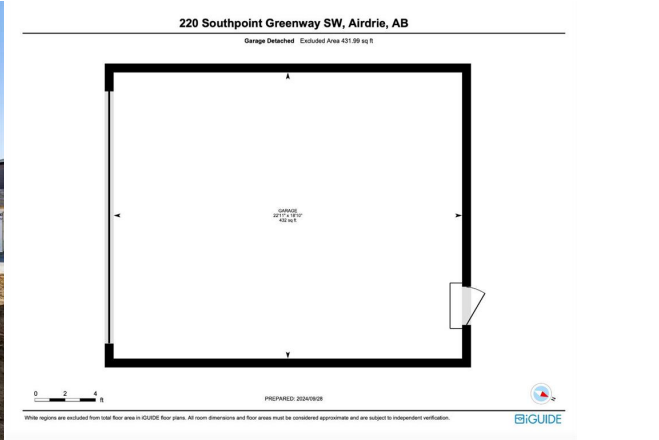 220 Southpoint Greenway SW, Airdrie, AB
Garage Detached Excluded Area 431.99 sq ft
GARAGE
22'11" x 18'10"
432 sq ft
0 2 4
ft
PREPARED: 2024/09/28
N
White regions are excluded from total floor area in iGUIDE floor plans. All room dimensions and floor areas must be considered approximate and are subject to independent verification.
iGUIDE